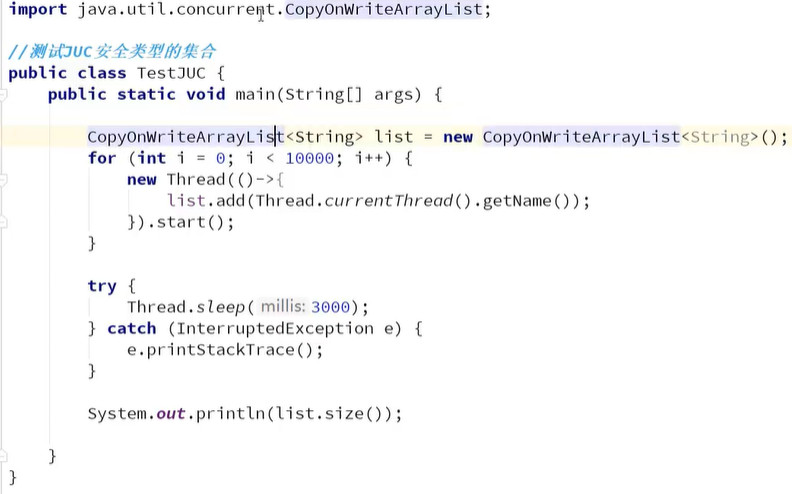 import java.util.concurrent.CopyOnWriteArrayList;
//测试JUC安全类型的集合
public class TestJUC {
public static void main(String[] args) {
CopyOnWriteArrayList<String> list = new CopyOnWriteArrayList<String>();
for (int i = 0; i < 10000; i++) {
new Thread(()->{
list.add(Thread.currentThread().getName());
}).start();
}
try {
Thread.sleep( millis: 3000);
} catch (InterruptedException e) {
e.printStackTrace();
}
System.out.println(list.size());
}
}